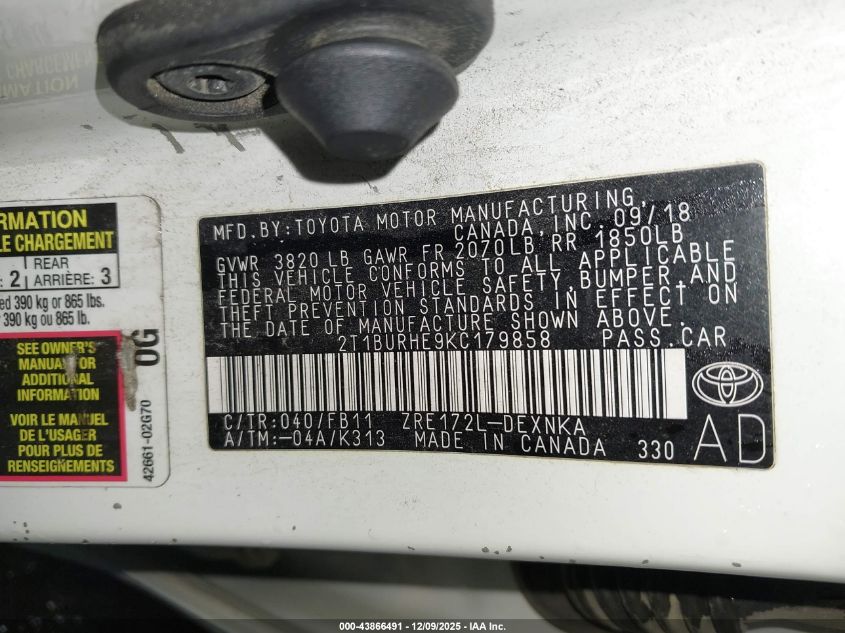 RMATION
LE CHARGEMENT
REAR
2 ARRIÈRE: 3
ed 390 kg or 865 lbs.
390 kg ou 865 lb.
SEE OWNER'S
MANUAL FOR
ADDITIONAL
INFORMATION
VOIR LE MANUEL
DE L'USAGER
POUR PLUS DE
RENSEIGNEMENTS
0G
42661-02G70
MFD.BY:TOYOTA MOTOR MANUFACTURING,
CANADA,INC.09/18
GVWR 3820 LB GAWR FR 2070LB,RR 1850LB
THIS VEHICLE CONFORMS TO ALL APPLICABLE
FEDERAL MOTOR VEHICLE SAFETY,BUMPER,AND
THEFT PREVENTION STANDARDS IN EFFECT ON
THE DATE OF MANUFACTURE SHOWN ABOVE.
2T1BURHE9KC179858 PASS.CAR
C/TR:040/FB11 ZRE172L-DEXNKA
A/TM:-04A/K313 MADE IN CANADA 330
AD
000-43866491 - 12/09/2025 - IAA Inc.